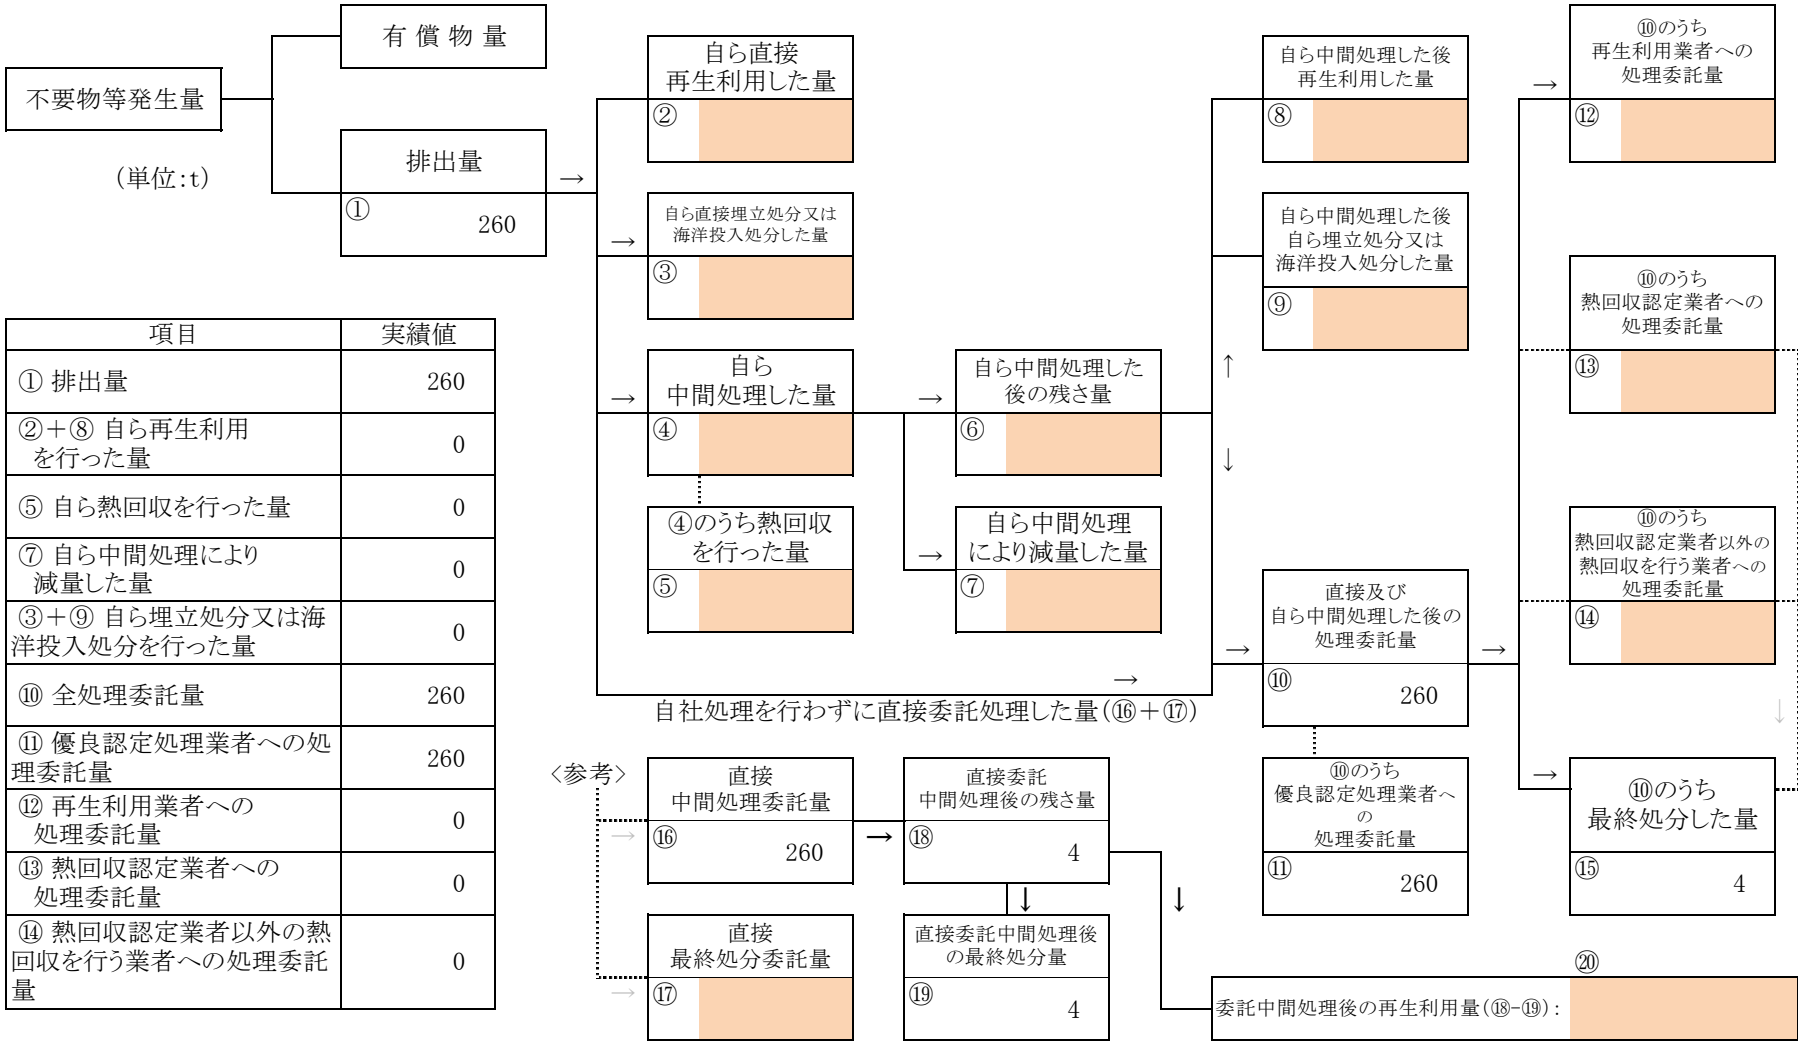 有償物量
不要物等発生量
(単位:t)
排出量
①
260
→
自ら直接
再生利用した量
②
自ら直接埋立処分又は
海洋投入処分した量
→
③
自ら
中間処理した量
→
④
④のうち熱回収
を行った量
⑤
自ら中間処理した
後の残さ量
→
⑥
自ら中間処理
により減量した量
→
⑦
自ら中間処理した後
再生利用した量
⑧
自ら中間処理した後
自ら埋立処分又は
海洋投入処分した量
⑨
↑
↓
直接及び
自ら中間処理した後の
処理委託量
→
⑩
260
→
自社処理を行わずに直接委託処理した量(⑯+⑰)
→
⑩のうち
優良認定処理業者へ
の
処理委託量
⑪
260
⑩のうち
再生利用業者への
処理委託量
→
⑫
⑩のうち
熱回収認定業者への
処理委託量
⑬
⑩のうち
熱回収認定業者以外の
熱回収を行う業者への
処理委託量
⑭
↓
→
⑩のうち
最終処分した量
⑮
4
項目 実績値
① 排出量 260
②+⑧ 自ら再生利用
を行った量 0
⑤ 自ら熱回収を行った量 0
⑦ 自ら中間処理により
減量した量 0
③+⑨ 自ら埋立処分又は海
洋投入処分を行った量 0
⑩ 全処理委託量 260
⑪ 優良認定処理業者への処
理委託量 260
⑫ 再生利用業者への
処理委託量 0
⑬ 熱回収認定業者への
処理委託量 0
⑭ 熱回収認定業者以外の熱
回収を行う業者への処理委託
量 0
<参考>
直接
中間処理委託量
→
⑯
260
→
直接委託
中間処理後の残さ量
⑱
4
↓
↓
直接
最終処分委託量
→
⑰
直接委託中間処理後
の最終処分量
⑲
4
⑳
委託中間処理後の再生利用量(⑱-⑲):